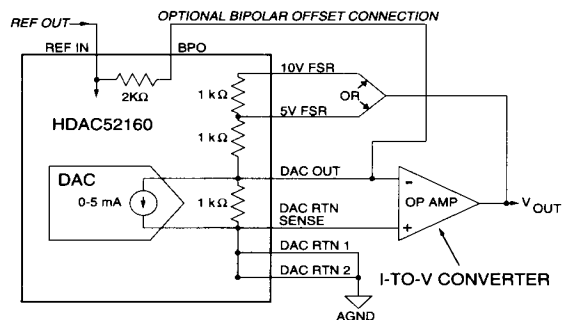 OPTIONAL BIPOLAR OFFSET CONNECTION
REF OUT
REF IN
BPO
10V FSR
2KΩ
1 kΩ
OR
5V FSR
HDAC52160
1 kΩ
DAC OUT
DAC
0-5 mA
1 kΩ
DAC RTN
SENSE
-
OP AMP
+
VOUT
DAC RTN 1
DAC RTN 2
I-TO-V CONVERTER
AGND